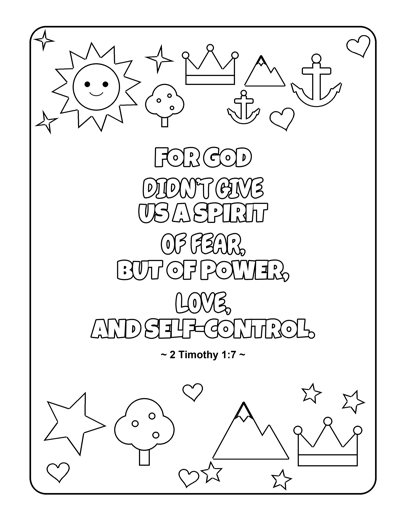 FOR GOD
DIDN'T GIVE
US A SPIRIT
OF FEAR,
BUT OF POWER,
LOVE,
AND SELF-CONTROL.
~ 2 Timothy 1:7 ~